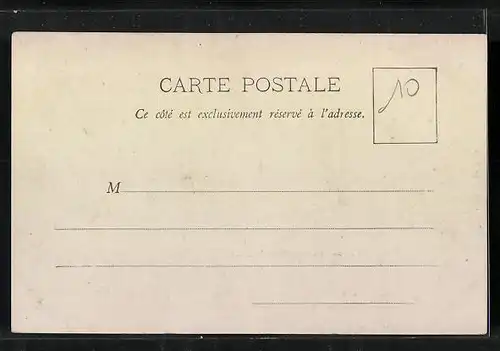 CARTE POSTALE
Ce côté est exclusivement réservé à l'adresse.
10
M